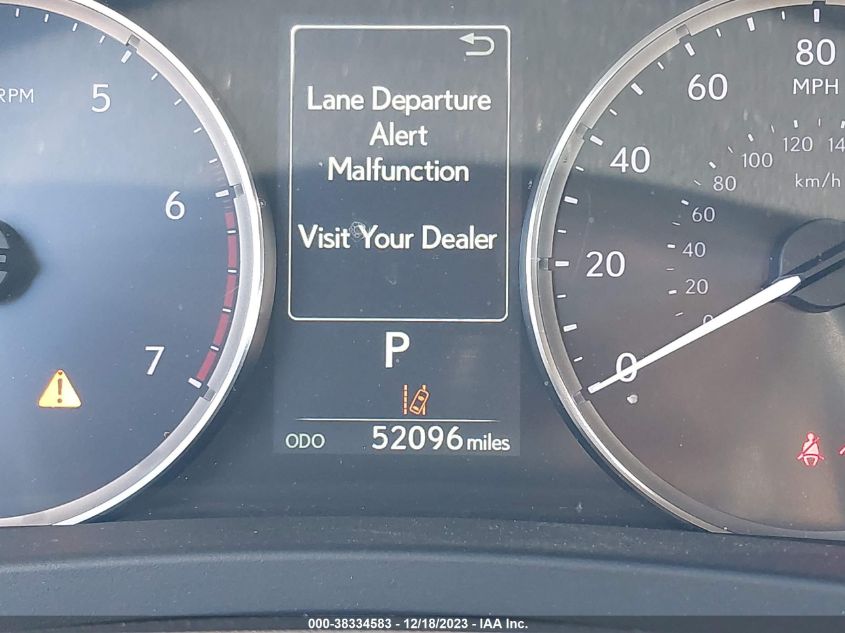 RPM
5
6
7
Lane Departure
Alert
Malfunction
Visit Your Dealer
P
ODO 52096 miles
80
MPH
60
40
20
0
120
100
80
km/h
60
40
20
0
000-38334583 - 12/18/2023 - IAA Inc.